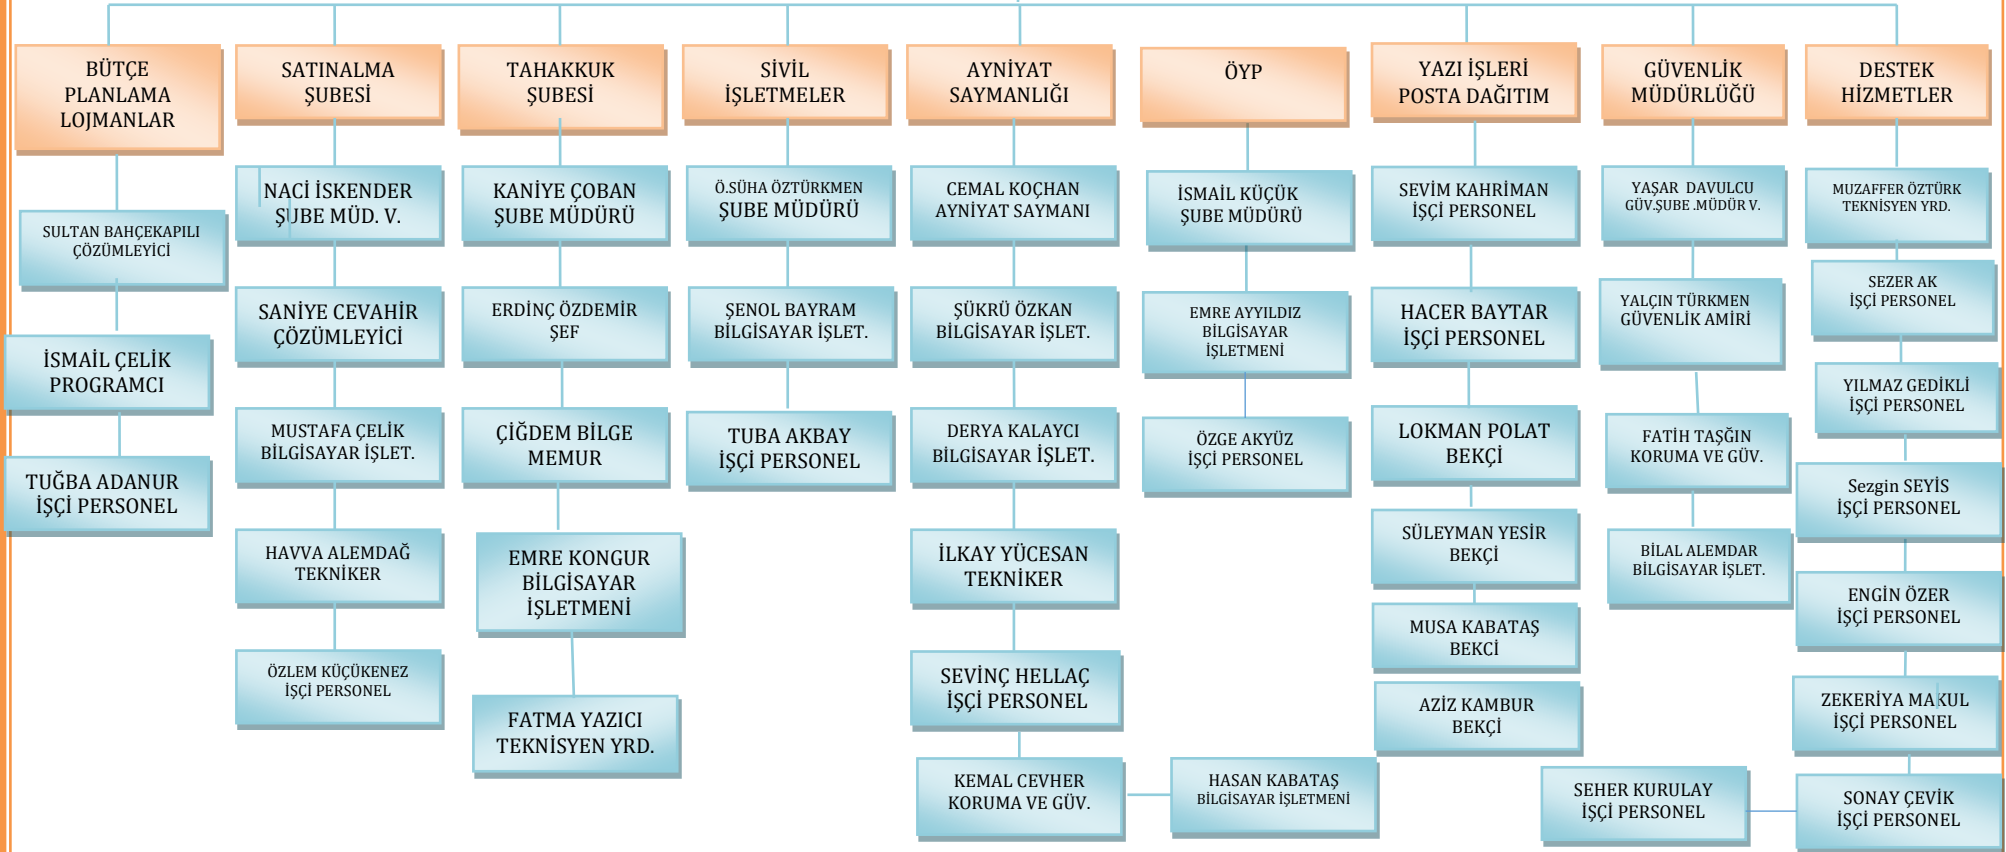 BÜTÇE
PLANLAMA
LOJMANLAR
SULTAN BAHÇEKAPILI
ÇÖZÜMLEYİCİ
İSMAİL ÇELİK
PROGRAMCI
TUĞBA ADANUR
İŞÇİ PERSONEL
SATINALMA
ŞUBESİ
NACİ İSKENDER
ŞUBE MÜD. V.
SANİYE CEVAHİR
ÇÖZÜMLEYİCİ
MUSTAFA ÇELİK
BİLGİSAYAR İŞLET.
HAVVA ALEMDAĞ
TEKNİKER
ÖZLEM KÜÇÜKENEZ
İŞÇİ PERSONEL
TAHAKKUK
ŞUBESİ
KANİYE ÇOBAN
ŞUBE MÜDÜRÜ
ERDİNÇ ÖZDEMİR
ŞEF
ÇİĞDEM BİLGE
MEMUR
EMRE KONGUR
BİLGİSAYAR
İŞLETMENİ
FATMA YAZICI
TEKNİSYEN YRD.
SİVİL
İŞLETMELER
Ö.SÜHA ÖZTÜRKMEN
ŞUBE MÜDÜRÜ
ŞENOL BAYRAM
BİLGİSAYAR İŞLET.
TUBA AKBAY
İŞÇİ PERSONEL
AYNİYAT
SAYMANLIĞI
CEMAL KOÇHAN
AYNİYAT SAYMANI
ŞÜKRÜ ÖZKAN
BİLGİSAYAR İŞLET.
DERYA KALAYCI
BİLGİSAYAR İŞLET.
İLKAY YÜCESAN
TEKNİKER
SEVİNÇ HELLAÇ
İŞÇİ PERSONEL
KEMAL CEVHER
KORUMA VE GÜV.
HASAN KABATAŞ
BİLGİSAYAR İŞLETMENİ
ÖYP
İSMAİL KÜÇÜK
ŞUBE MÜDÜRÜ
EMRE AYYILDIZ
BİLGİSAYAR
İŞLETMENİ
ÖZGE AKYÜZ
İŞÇİ PERSONEL
YAZI İŞLERİ
POSTA DAĞITIM
SEVİM KAHRİMAN
İŞÇİ PERSONEL
HACER BAYTAR
İŞÇİ PERSONEL
LOKMAN POLAT
BEKÇİ
SÜLEYMAN YESİR
BEKÇİ
MUSA KABATAŞ
BEKCİ
AZİZ KAMBUR
BEKÇİ
GÜVENLİK
MÜDÜRLÜĞÜ
YAŞAR DAVULCU
GÜV.ŞUBE .MÜDÜR V.
YALÇIN TÜRKMEN
GÜVENLİK AMİRİ
FATİH TAŞĞIN
KORUMA VE GÜV.
BİLAL ALEMDAR
BİLGİSAYAR İŞLET.
DESTEK
HİZMETLER
MUZAFFER ÖZTÜRK
TEKNİSYEN YRD.
SEZER AK
İŞÇİ PERSONEL
YILMAZ GEDİKLİ
İŞÇİ PERSONEL
Sezgin SEYİS
İŞÇİ PERSONEL
ENGİN ÖZER
İŞÇİ PERSONEL
ZEKERİYA MAKUL
İŞÇİ PERSONEL
SONAY ÇEVİK
İŞÇİ PERSONEL
SEHER KURULAY
İŞÇİ PERSONEL